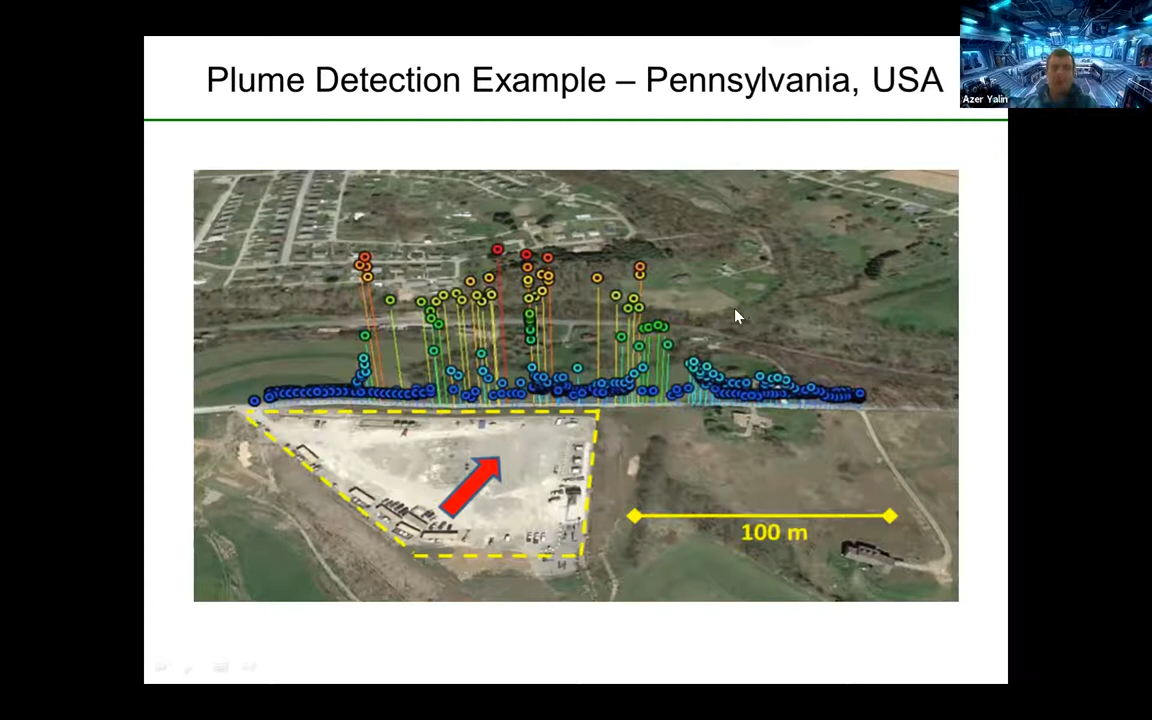 Plume Detection Example – Pennsylvania, USA
Azer Yalin
100 m